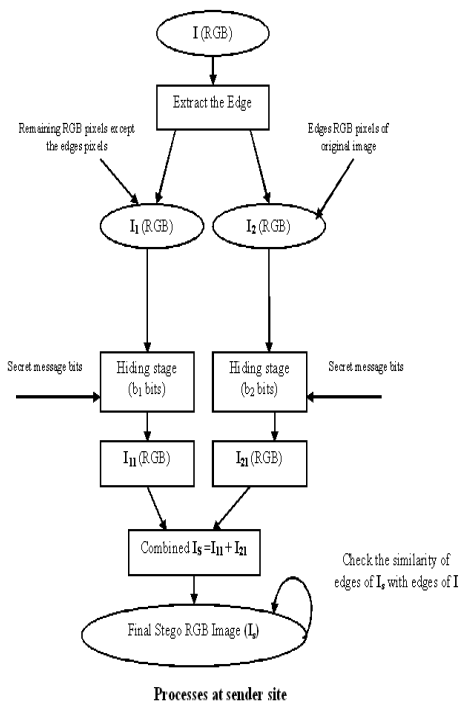 I (RGB)
Extract the Edge
Remaining RGB pixels except
the edges pixels
Edges RGB pixels of
original image
I1 (RGB)
I2 (RGB)
Secret message bits
Hiding stage
(b1 bits)
Hiding stage
(b2 bits)
Secret message bits
I11 (RGB)
I21 (RGB)
Combined IS =I11 + I21
Check the similarity of
edges of Is with edges of I
Final Stego RGB Image (Is)
Processes at sender site